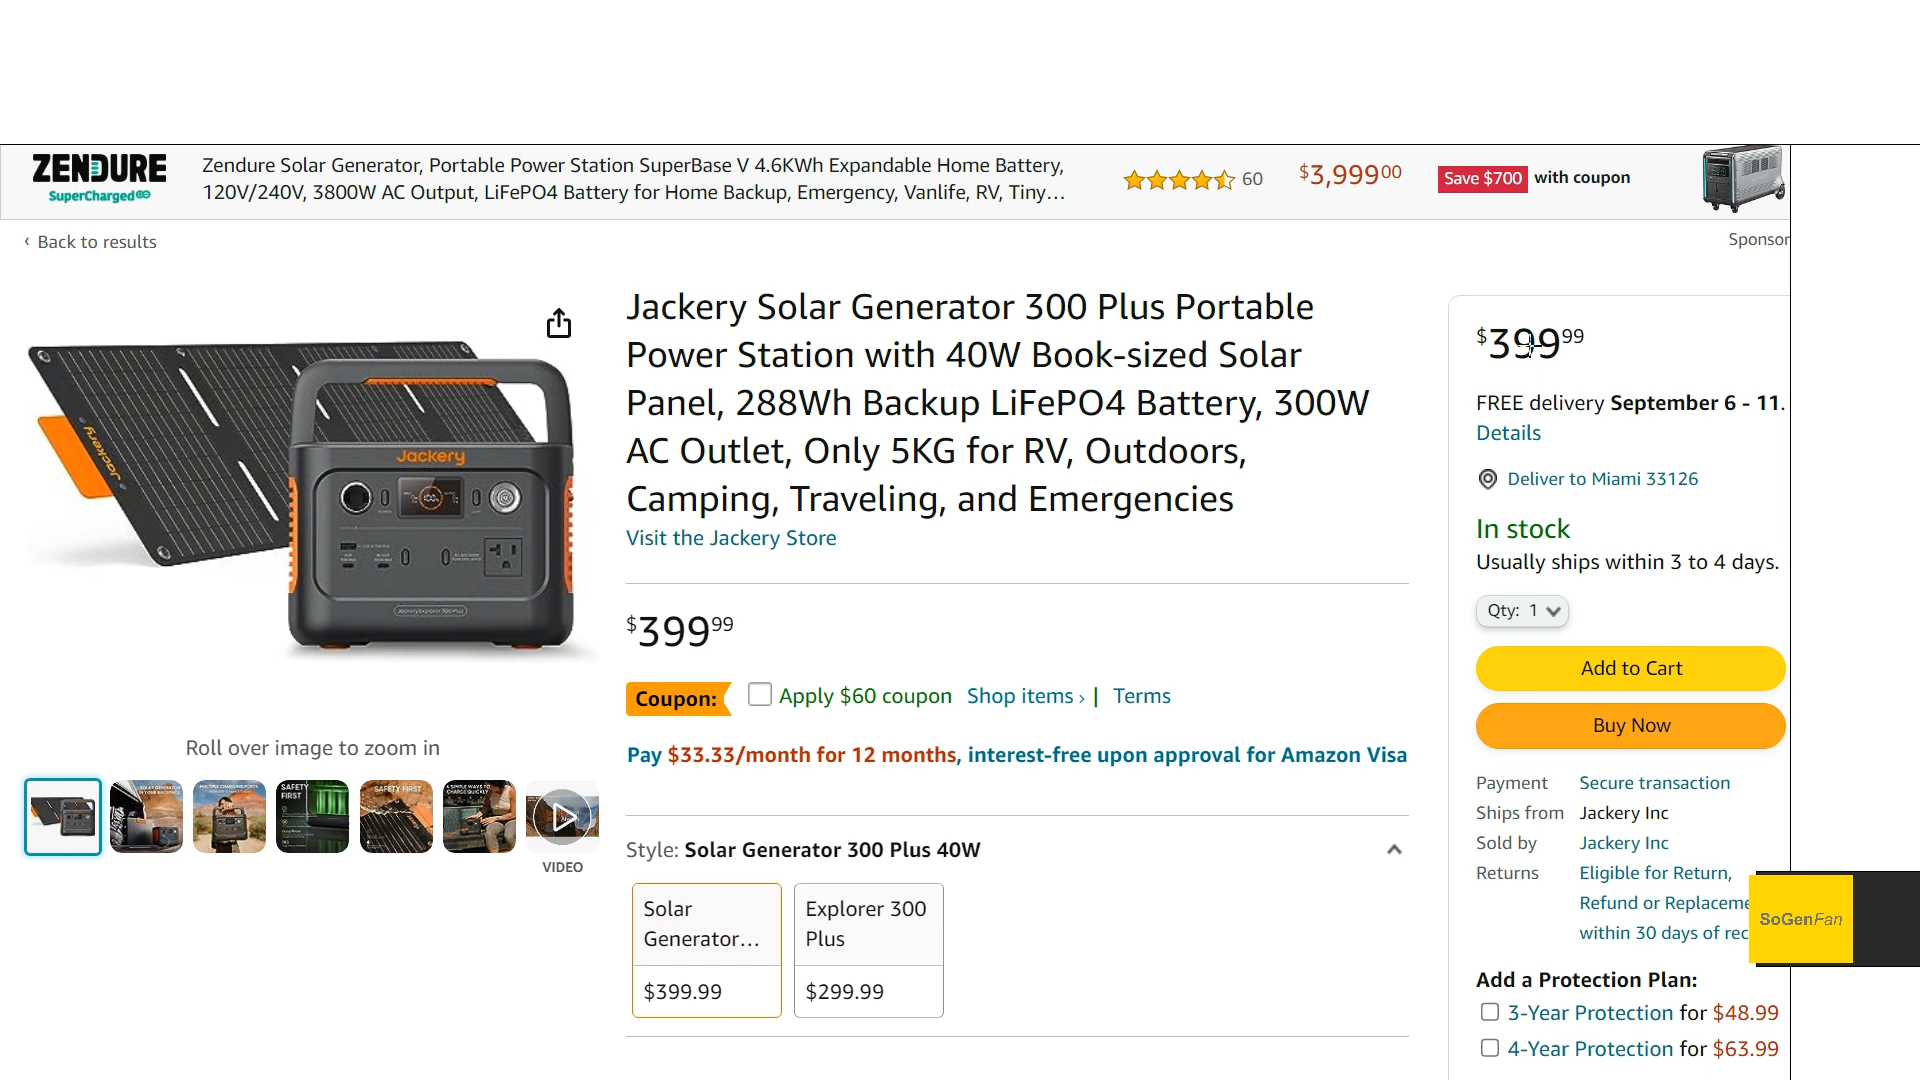 ZENDURE
SuperCharged
Zendure Solar Generator, Portable Power Station SuperBase V 4.6KWh Expandable Home Battery,
120V/240V, 3800W AC Output, LiFePO4 Battery for Home Backup, Emergency, Vanlife, RV, Tiny…
60
$3,999.00
Save $700 with coupon
‹ Back to results
Sponsor
Jackery Solar Generator 300 Plus Portable
Power Station with 40W Book-sized Solar
Panel, 288Wh Backup LiFePO4 Battery, 300W
AC Outlet, Only 5KG for RV, Outdoors,
Camping, Traveling, and Emergencies
Visit the Jackery Store
Jackery
Jackery
Jackery Explorer 300 Plus
$399 99
Coupon: Apply $60 coupon Shop items › | Terms
Pay $33.33/month for 12 months, interest-free upon approval for Amazon Visa
Roll over image to zoom in
SAFETY
FIRST
SAFETY FIRST
VIDEO
Style: Solar Generator 300 Plus 40W
Solar
Generator...
$399.99
Explorer 300
Plus
$299.99
$399 99
FREE delivery September 6 - 11.
Details
Deliver to Miami 33126
In stock
Usually ships within 3 to 4 days.
Qty: 1
Add to Cart
Buy Now
Payment Secure transaction
Ships from Jackery Inc
Sold by Jackery Inc
Returns Eligible for Return,
Refund or Replaceme
within 30 days of rec
SoGenFan
Add a Protection Plan:
3-Year Protection for $48.99
4-Year Protection for $63.99